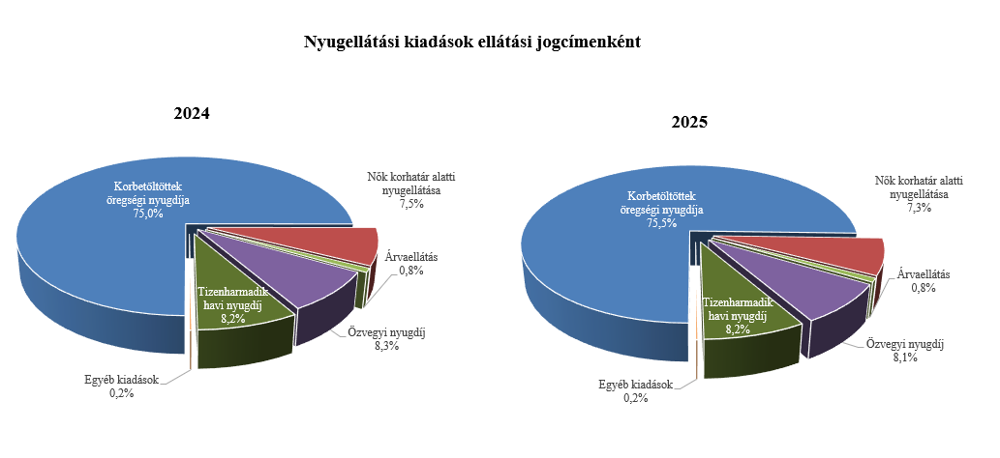 Nyugellátási kiadások ellátási jogcímenként
2024
Korbetöltöttek
öregségi nyugdíja
75,0%
Nők korhatár alatti
nyugellátása
7,5%
Árvaellátás
0,8%
Tizenharmadik
havi nyugdíj
8,2%
Özvegyi nyugdíj
8,3%
Egyéb kiadások
0,2%
2025
Korbetöltöttek
öregségi nyugdíja
75,5%
Nők korhatár alatti
nyugellátása
7,3%
Árvaellátás
0,8%
Tizenharmadik
havi nyugdíj
8,2%
Özvegyi nyugdíj
8,1%
Egyéb kiadások
0,2%